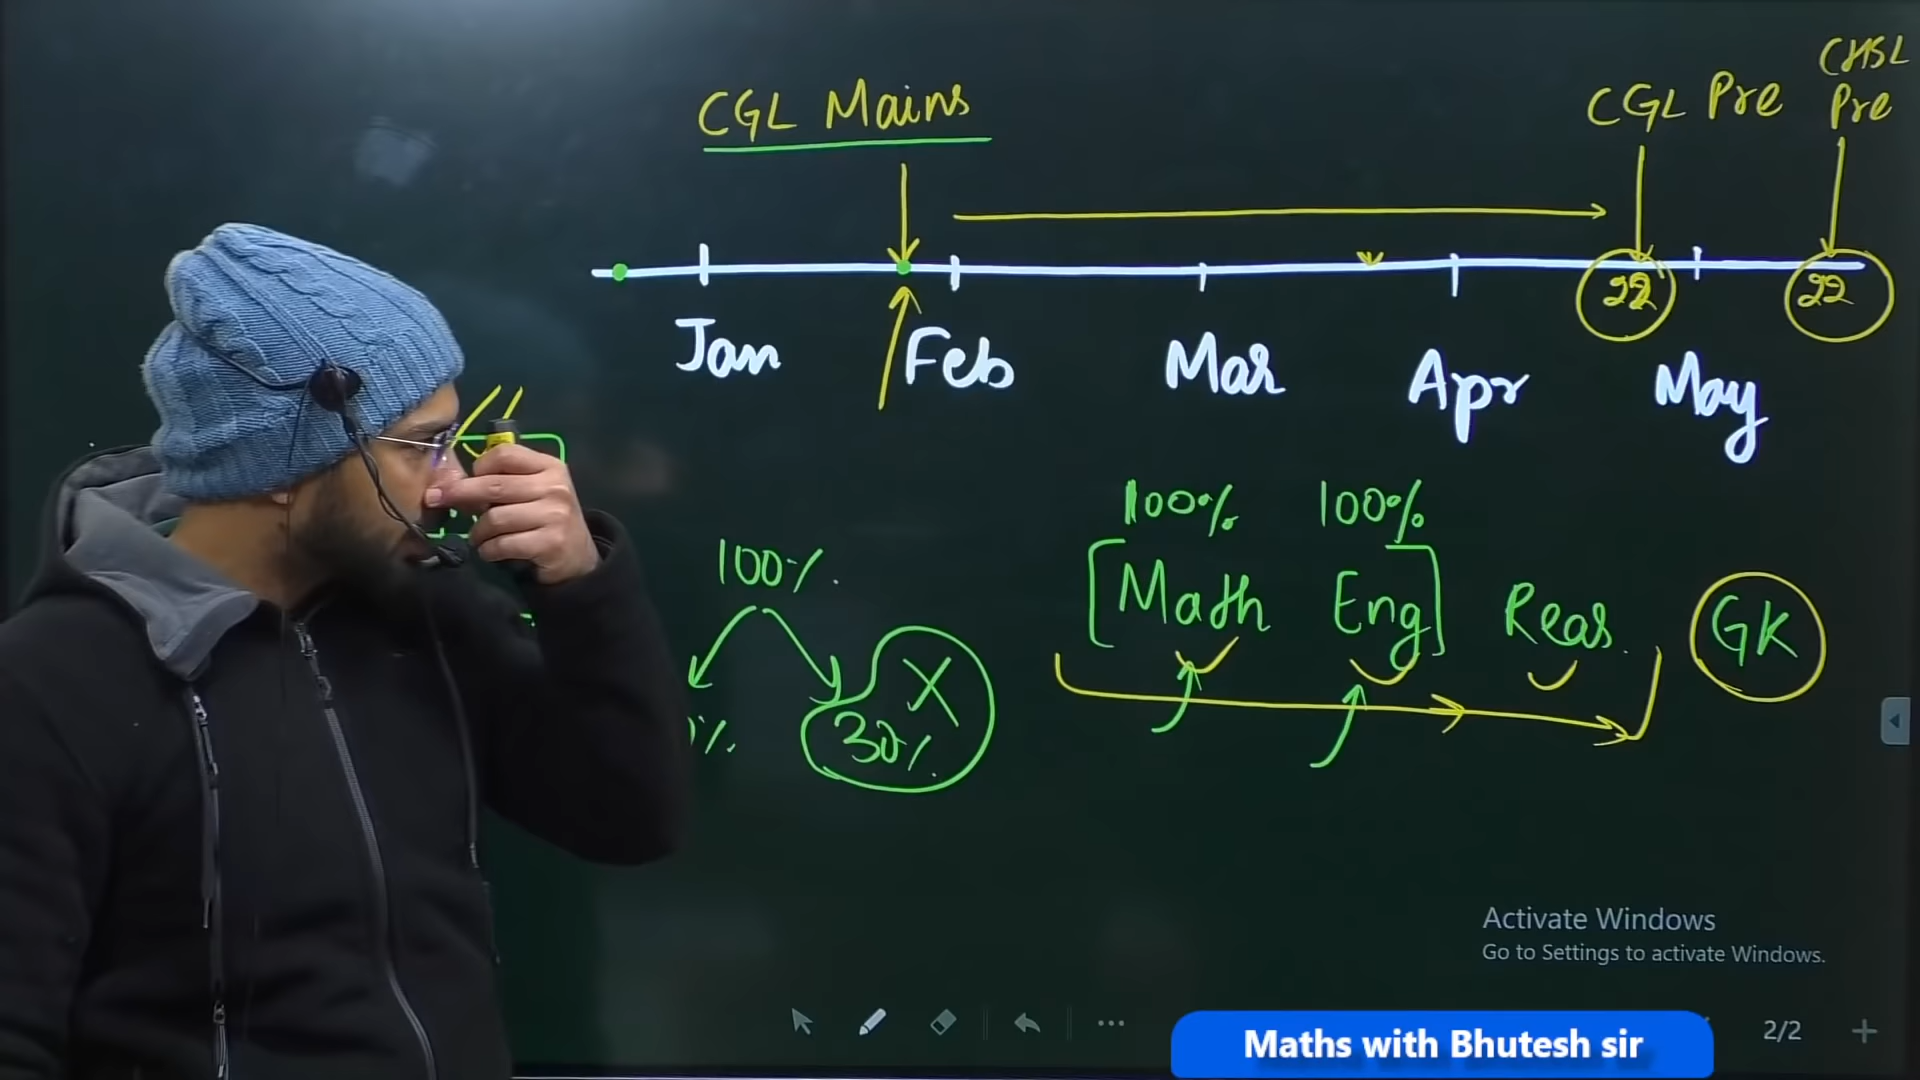 CGL Mains
CGL Pre
CHSL
Pre
22
22
Jan
Feb
Mar
Apr
May
100%
100%
100%.
[Math Eng] Reas. GK
X
30%.
Activate Windows
Go to Settings to activate Windows.
Maths with Bhutesh sir
2/2